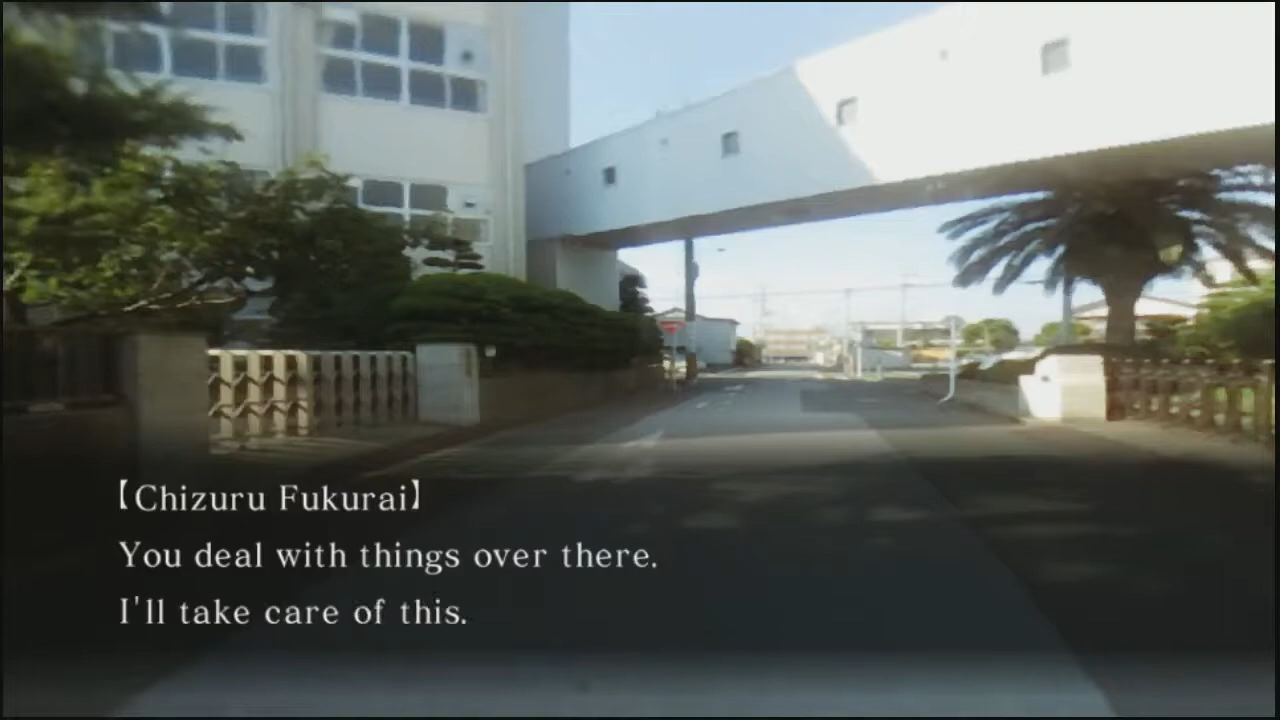 【Chizuru Fukurai】
You deal with things over there.
I'll take care of this.